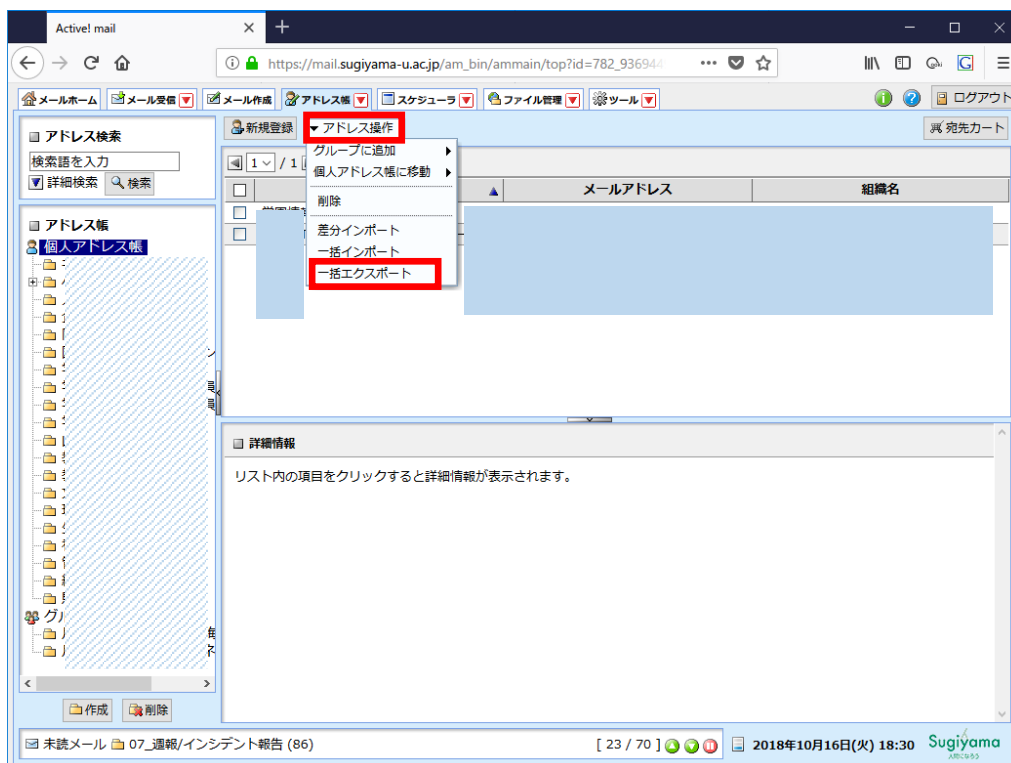 Active! mail
https://mail.sugiyama-u.ac.jp/am_bin/ammain/top?id=782_93694
メールホーム メール受信 メール作成 アドレス帳 スケジューラ ファイル管理 ツール ログアウト
アドレス検索
検索語を入力
詳細検索 検索
新規登録 アドレス操作 宛先カート
グループに追加
個人アドレス帳に移動
削除
差分インポート
一括インポート
一括エクスポート
1 / 1
メールアドレス 組織名
アドレス帳
個人アドレス帳
作成 削除
詳細情報
リスト内の項目をクリックすると詳細情報が表示されます。
未読メール 07_週報/インシデント報告 (86) [ 23 / 70 ] 2018年10月16日(火) 18:30 Sugiyama
人間になろう